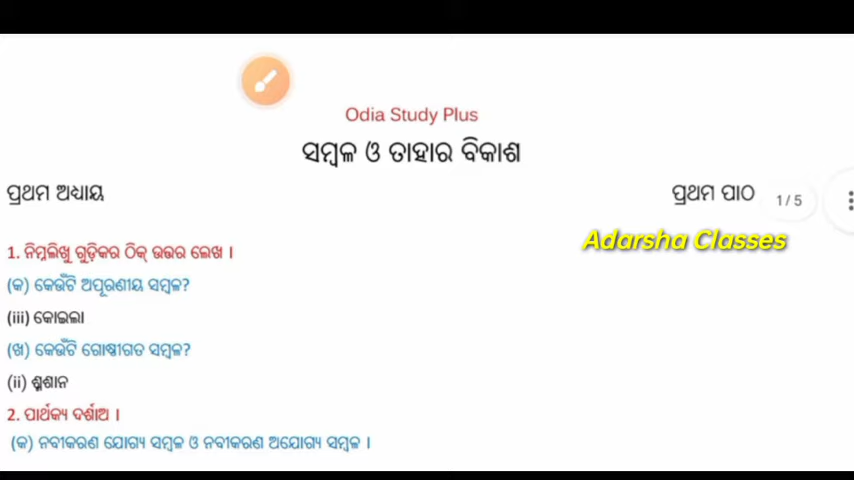 Odia Study Plus
ସମ୍ବଳ ଓ ତାହାର ବିକାଶ
ପ୍ରଥମ ଅଧ୍ୟାୟ
ପ୍ରଥମ ପାଠ
1/5
Adarsha Classes
1. ନିମ୍ନଲିଖୁ ଗୁଡ଼ିକର ଠିକ୍ ଉତ୍ତର ଲେଖ ।
(କ) କେଉଁଟି ଅପୂରଣୀୟ ସମ୍ବଳ?
(iii) କୋଇଲା
(ଖ) କେଉଁଟି ଗୋଷ୍ଠୀଗତ ସମ୍ବଳ?
(ii) ଶ୍ମଶାନ
2. ପାର୍ଥକ୍ୟ ଦର୍ଶାଅ ।
(କ) ନବୀକରଣ ଯୋଗ୍ୟ ସମ୍ବଳ ଓ ନବୀକରଣ ଅଯୋଗ୍ୟ ସମ୍ବଳ ।